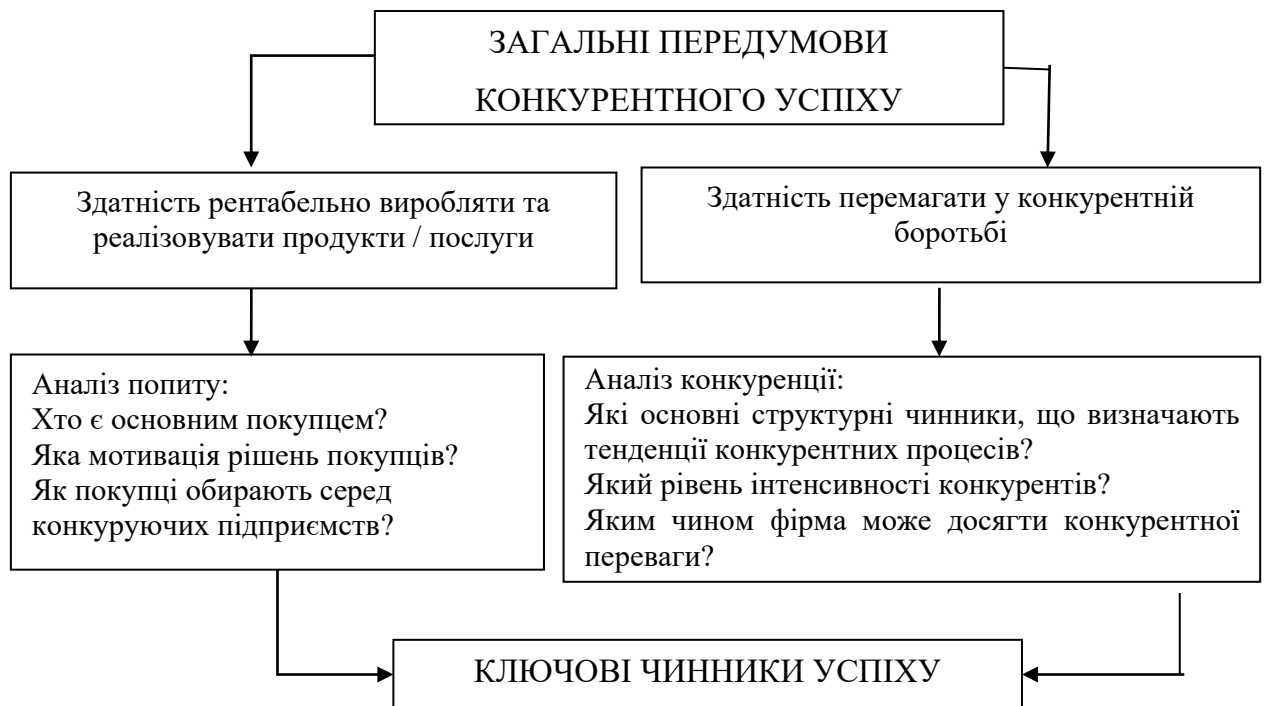 ЗАГАЛЬНІ ПЕРЕДУМОВИ
КОНКУРЕНТНОГО УСПІХУ
Здатність рентабельно виробляти та
реалізовувати продукти / послуги
Здатність перемагати у конкурентній
боротьбі
Аналіз попиту:
Хто є основним покупцем?
Яка мотивація рішень покупців?
Як покупці обирають серед
конкуруючих підприємств?
Аналіз конкуренції:
Які основні структурні чинники, що визначають
тенденції конкурентних процесів?
Який рівень інтенсивності конкурентів?
Яким чином фірма може досягти конкурентної
переваги?
КЛЮЧОВІ ЧИННИКИ УСПІХУ